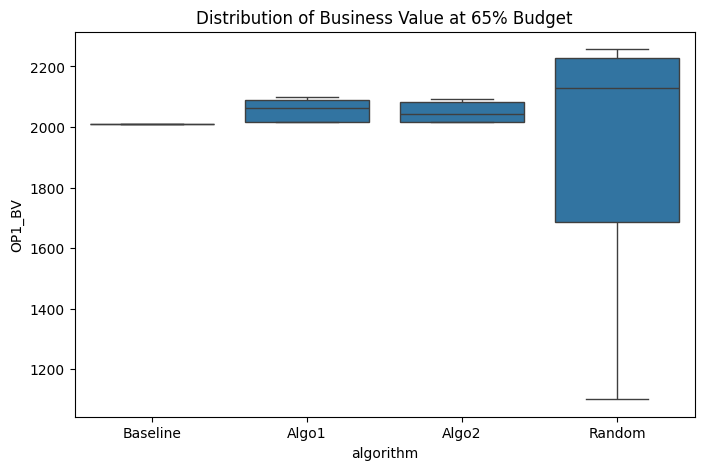 Distribution of Business Value at 65% Budget
OP1_BV
2200
2000
1800
1600
1400
1200
Baseline Algo1 Algo2 Random
algorithm